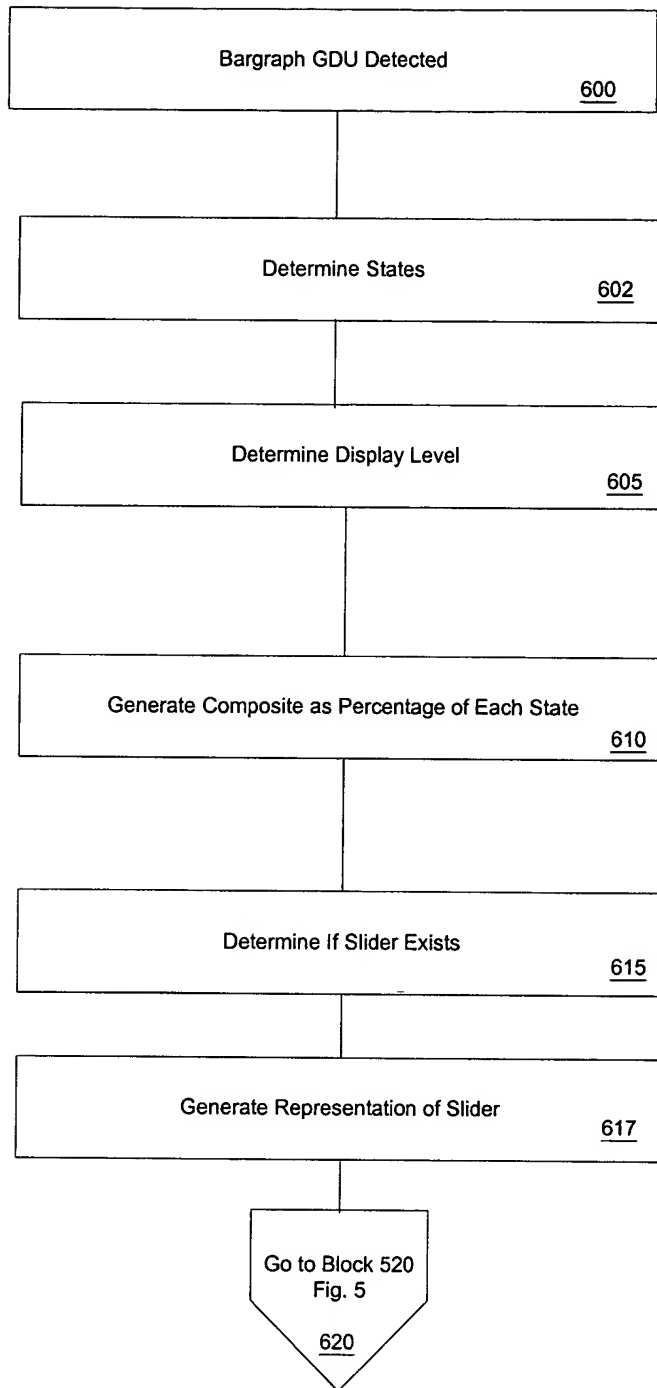 Bargraph GDU Detected
600
Determine States
602
Determine Display Level
605
Generate Composite as Percentage of Each State
610
Determine If Slider Exists
615
Generate Representation of Slider
617
Go to Block 520
Fig. 5
620